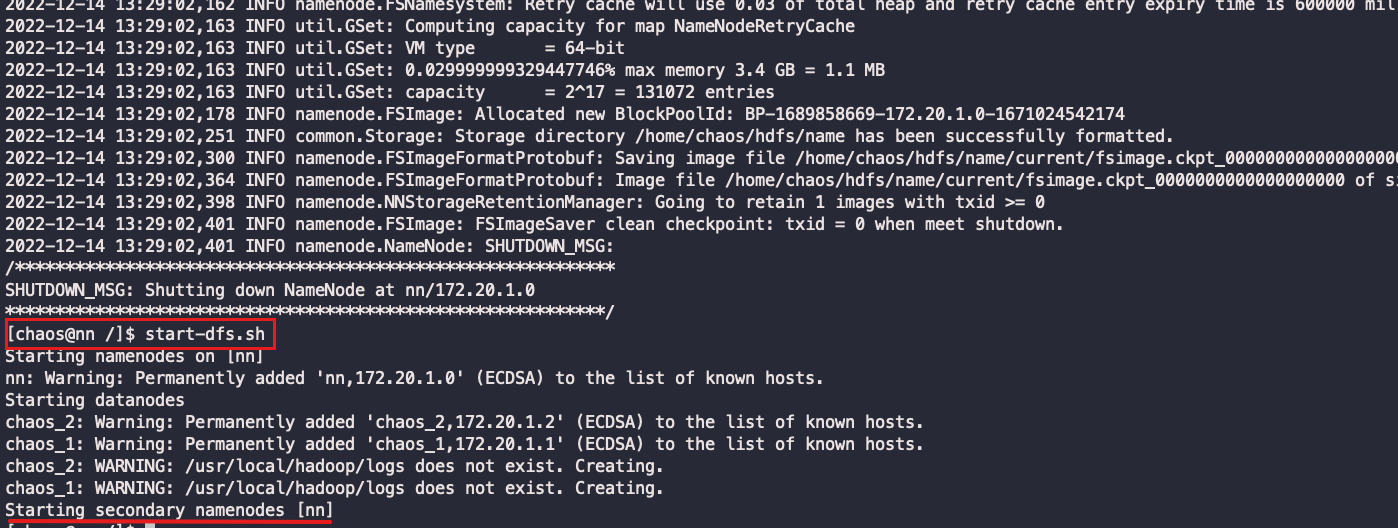 2022-12-14 13:29:02,162 INFO namenode.FSNamesystem: Retry cache will use 0.03 of total heap and retry cache entry expiry time is 600000 mil
2022-12-14 13:29:02,163 INFO util.GSet: Computing capacity for map NameNodeRetryCache
2022-12-14 13:29:02,163 INFO util.GSet: VM type       = 64-bit
2022-12-14 13:29:02,163 INFO util.GSet: 0.029999999329447746% max memory 3.4 GB = 1.1 MB
2022-12-14 13:29:02,163 INFO util.GSet: capacity      = 2^17 = 131072 entries
2022-12-14 13:29:02,178 INFO namenode.FSImage: Allocated new BlockPoolId: BP-1689858669-172.20.1.0-1671024542174
2022-12-14 13:29:02,251 INFO common.Storage: Storage directory /home/chaos/hdfs/name has been successfully formatted.
2022-12-14 13:29:02,300 INFO namenode.FSImageFormatProtobuf: Saving image file /home/chaos/hdfs/name/current/fsimage.ckpt_000000000000000000
2022-12-14 13:29:02,364 INFO namenode.FSImageFormatProtobuf: Image file /home/chaos/hdfs/name/current/fsimage.ckpt_0000000000000000000 of si
2022-12-14 13:29:02,398 INFO namenode.NNStorageRetentionManager: Going to retain 1 images with txid >= 0
2022-12-14 13:29:02,401 INFO namenode.FSImage: FSImageSaver clean checkpoint: txid = 0 when meet shutdown.
2022-12-14 13:29:02,401 INFO namenode.NameNode: SHUTDOWN_MSG:
/************************************************************
SHUTDOWN_MSG: Shutting down NameNode at nn/172.20.1.0
************************************************************/
[chaos@nn /]$ start-dfs.sh
Starting namenodes on [nn]
nn: Warning: Permanently added 'nn,172.20.1.0' (ECDSA) to the list of known hosts.
Starting datanodes
chaos_2: Warning: Permanently added 'chaos_2,172.20.1.2' (ECDSA) to the list of known hosts.
chaos_1: Warning: Permanently added 'chaos_1,172.20.1.1' (ECDSA) to the list of known hosts.
chaos_2: WARNING: /usr/local/hadoop/logs does not exist. Creating.
chaos_1: WARNING: /usr/local/hadoop/logs does not exist. Creating.
Starting secondary namenodes [nn]